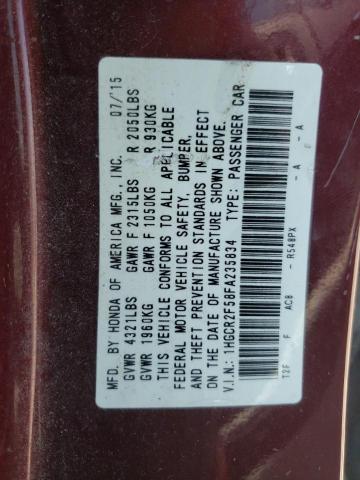 MFD. BY HONDA OF AMERICA MFG., INC. 07/'15
GVWR 4321LBS GAWR F 2315LBS R 2050LBS
GVWR 1960KG GAWR F 1050KG R 930KG
THIS VEHICLE CONFORMS TO ALL APPLICABLE
FEDERAL MOTOR VEHICLE SAFETY, BUMPER,
AND THEFT PREVENTION STANDARDS IN EFFECT
ON THE DATE OF MANUFACTURE SHOWN ABOVE.
V.I.N.: 1HGCR2F58FA235834 TYPE: PASSENGER CAR
T2F F ACB - R548PX - A - A